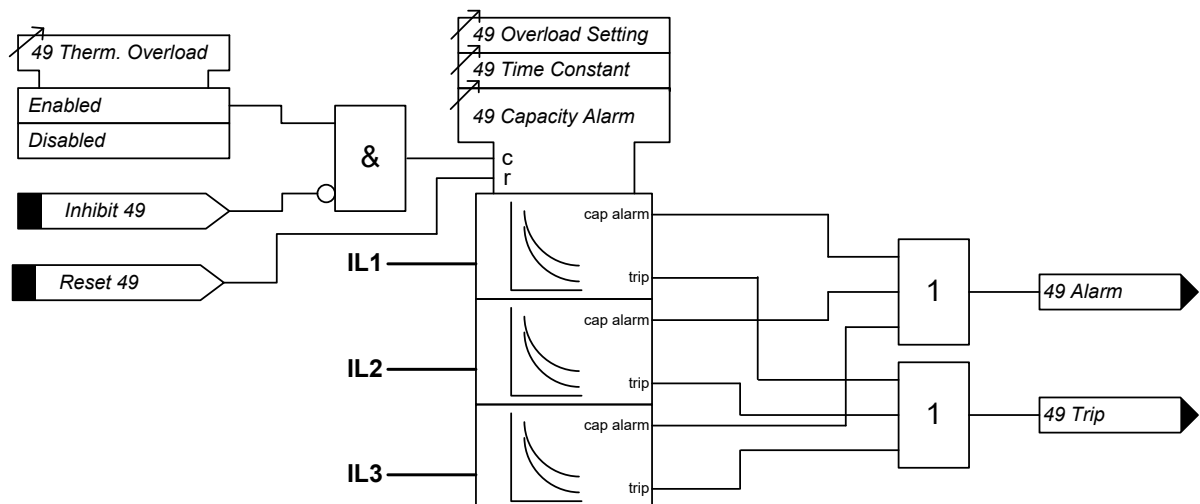 49 Therm. Overload
Enabled
Disabled
Inhibit 49
Reset 49
&
49 Overload Setting
49 Time Constant
49 Capacity Alarm
c
r
IL1
cap alarm
trip
IL2
cap alarm
trip
IL3
cap alarm
trip
1
49 Alarm
1
49 Trip